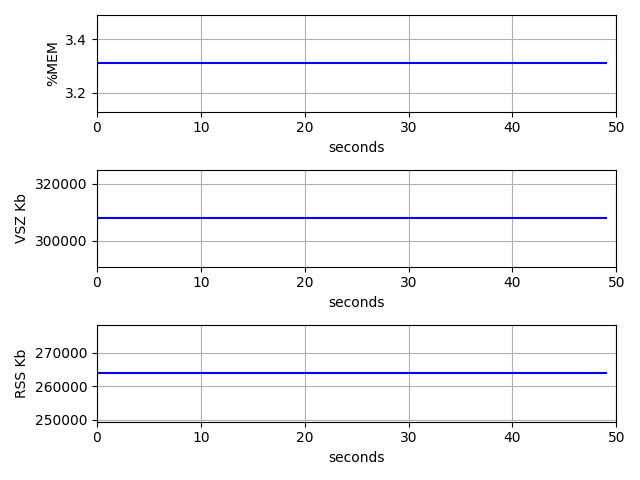 %MEM
3.4
3.2
0 10 20 30 40 50
seconds
VSZ Kb
320000
300000
0 10 20 30 40 50
seconds
RSS Kb
270000
260000
250000
0 10 20 30 40 50
seconds